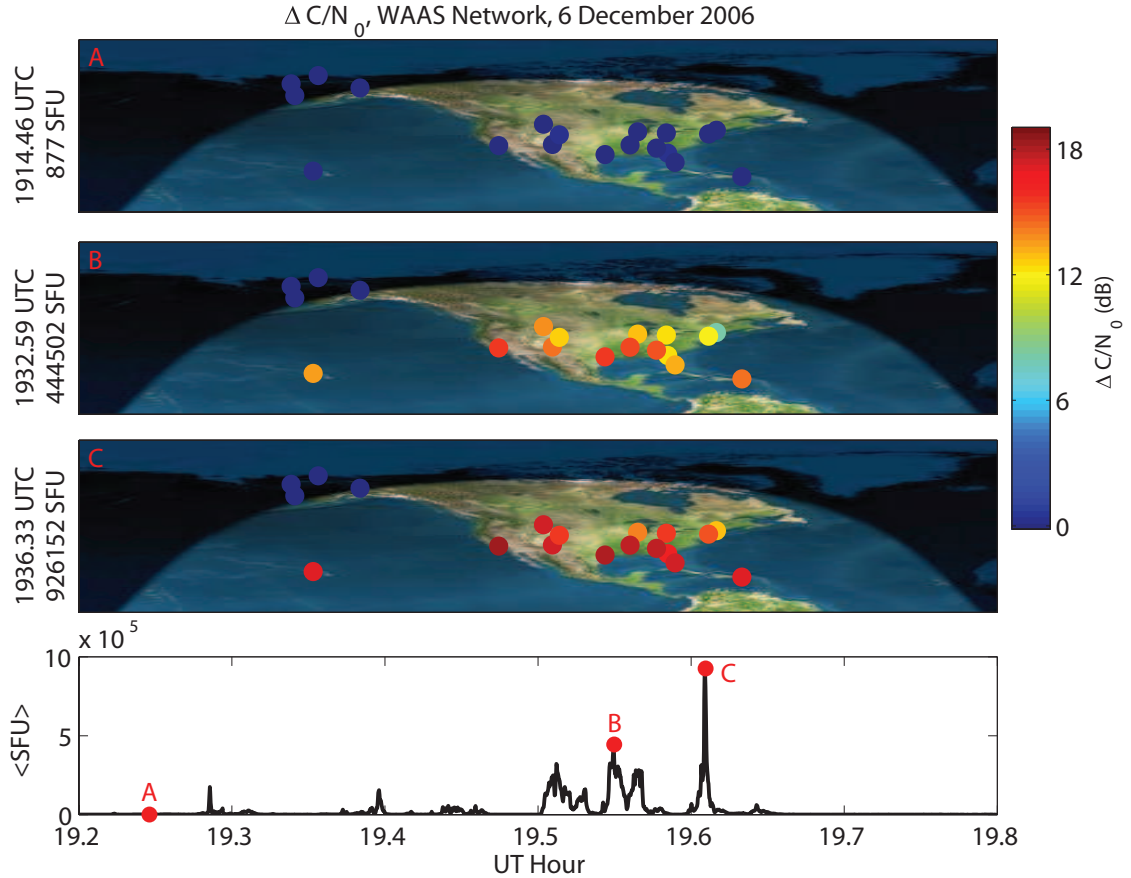 Δ C/N 0, WAAS Network, 6 December 2006
A
1914.46 UTC
877 SFU
B
1932.59 UTC
444502 SFU
C
1936.33 UTC
926152 SFU
18
12
6
0
Δ C/N 0 (dB)
x 10 5
10
5
0
<SFU>
A
B
C
19.2 19.3 19.4 19.5 19.6 19.7 19.8
UT Hour